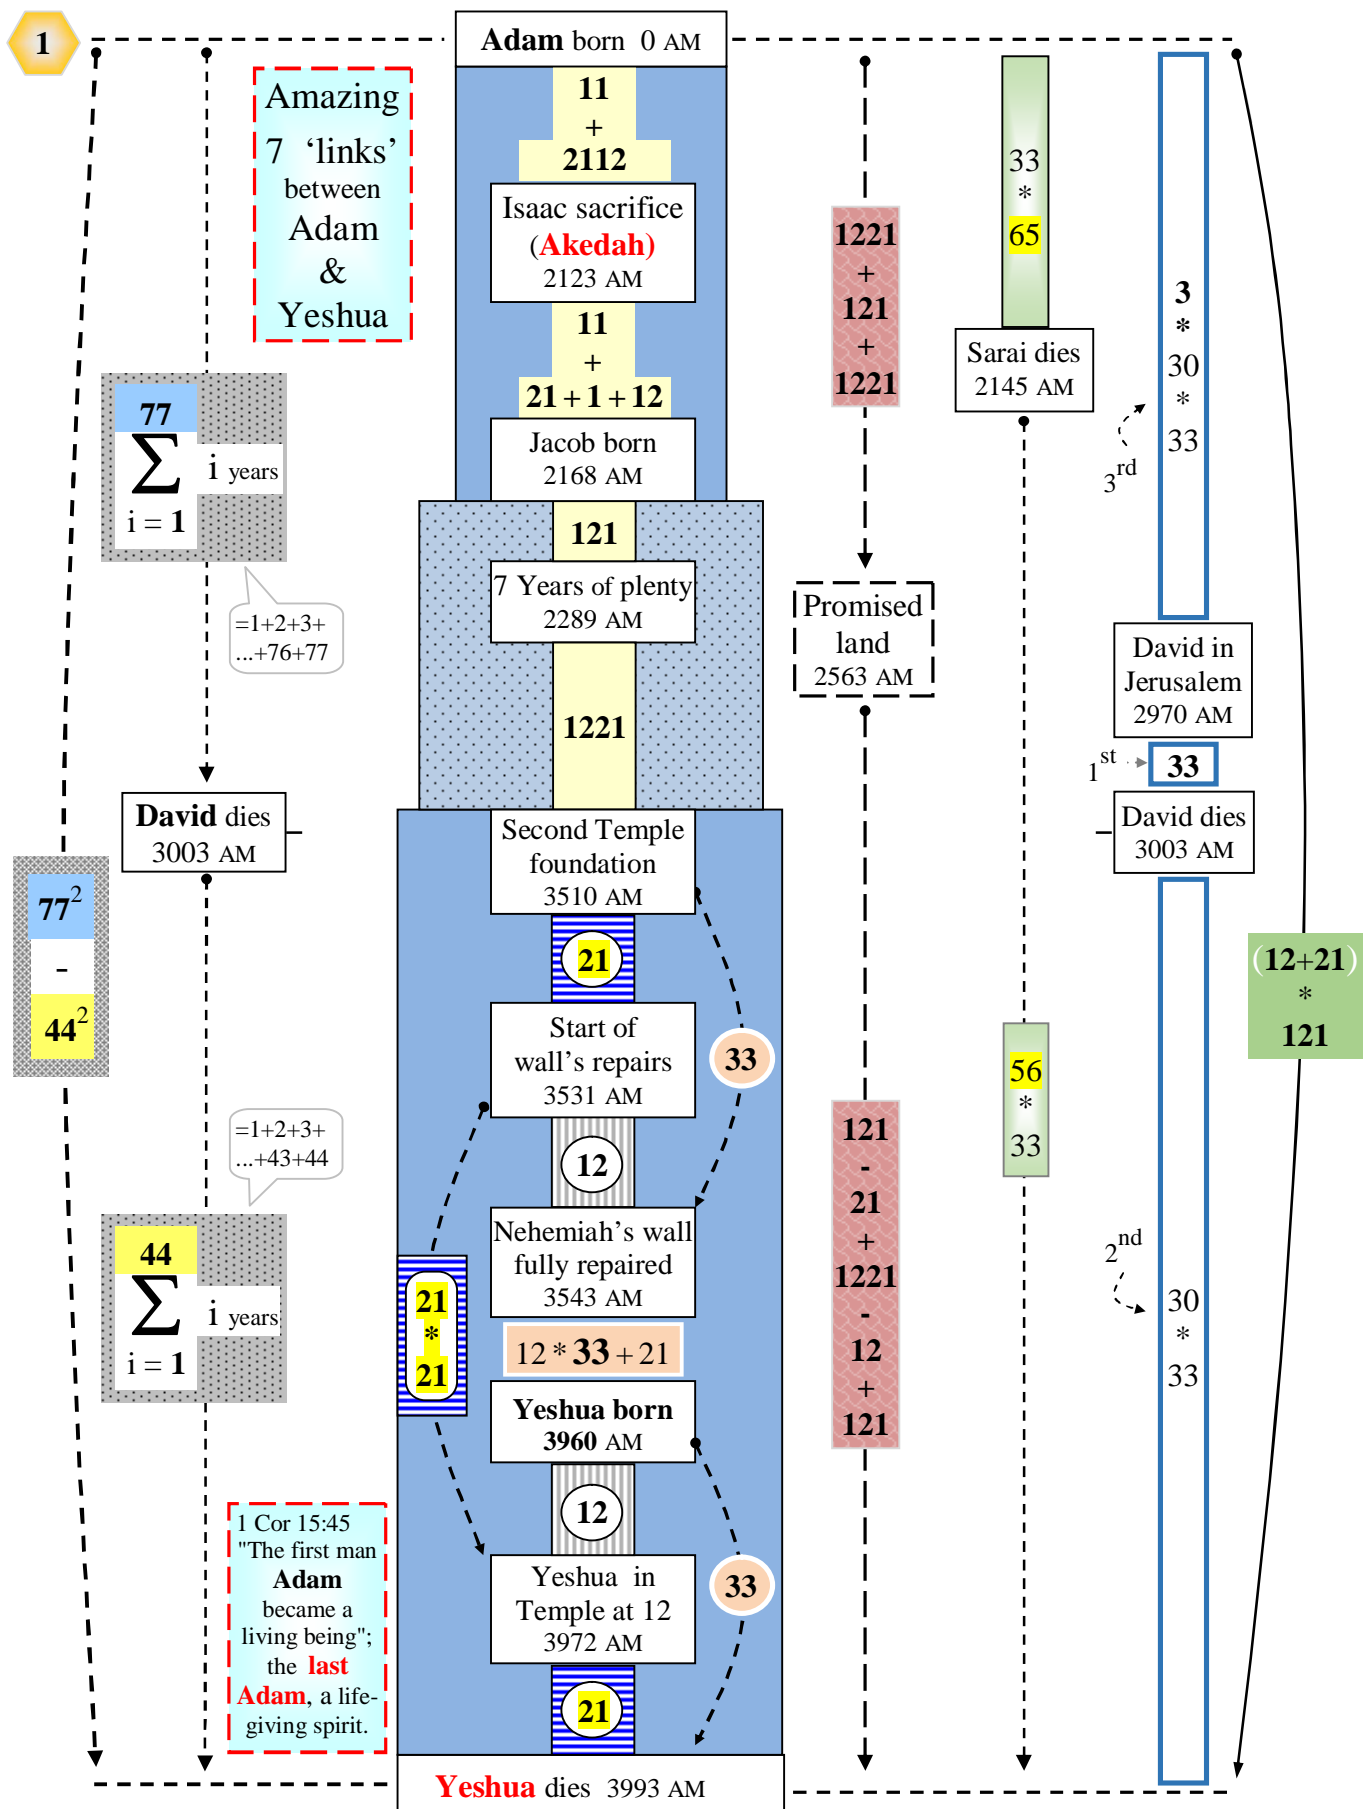 1
Adam born 0 AM
Amazing
7 ‘links’
between
Adam
&
Yeshua
11
+
2112
Isaac sacrifice
(Akedah)
2123 AM
11
+
21 + 1 + 12
Jacob born
2168 AM
121
7 Years of plenty
2289 AM
1221
Second Temple
foundation
3510 AM
21
Start of
wall’s repairs
3531 AM
33
12
Nehemiah’s wall
fully repaired
3543 AM
21
*
21
12 * 33 + 21
Yeshua born
3960 AM
12
33
Yeshua in
Temple at 12
3972 AM
21
Yeshua dies 3993 AM
77
∑ i years
i = 1
=1+2+3+
...+76+77
David dies
3003 AM
77²
-
44²
=1+2+3+
...+43+44
44
∑ i years
i = 1
1 Cor 15:45
"The first man
Adam
became a
living being";
the last
Adam, a life-
giving spirit.
1221
+
121
+
1221
Promised
land
2563 AM
121
-
21
+
1221
-
12
+
121
33
*
65
Sarai dies
2145 AM
56
*
33
3
*
30
*
33
3rd
David in
Jerusalem
2970 AM
1st
33
David dies
3003 AM
2nd
30
*
33
(12+21)
*
121